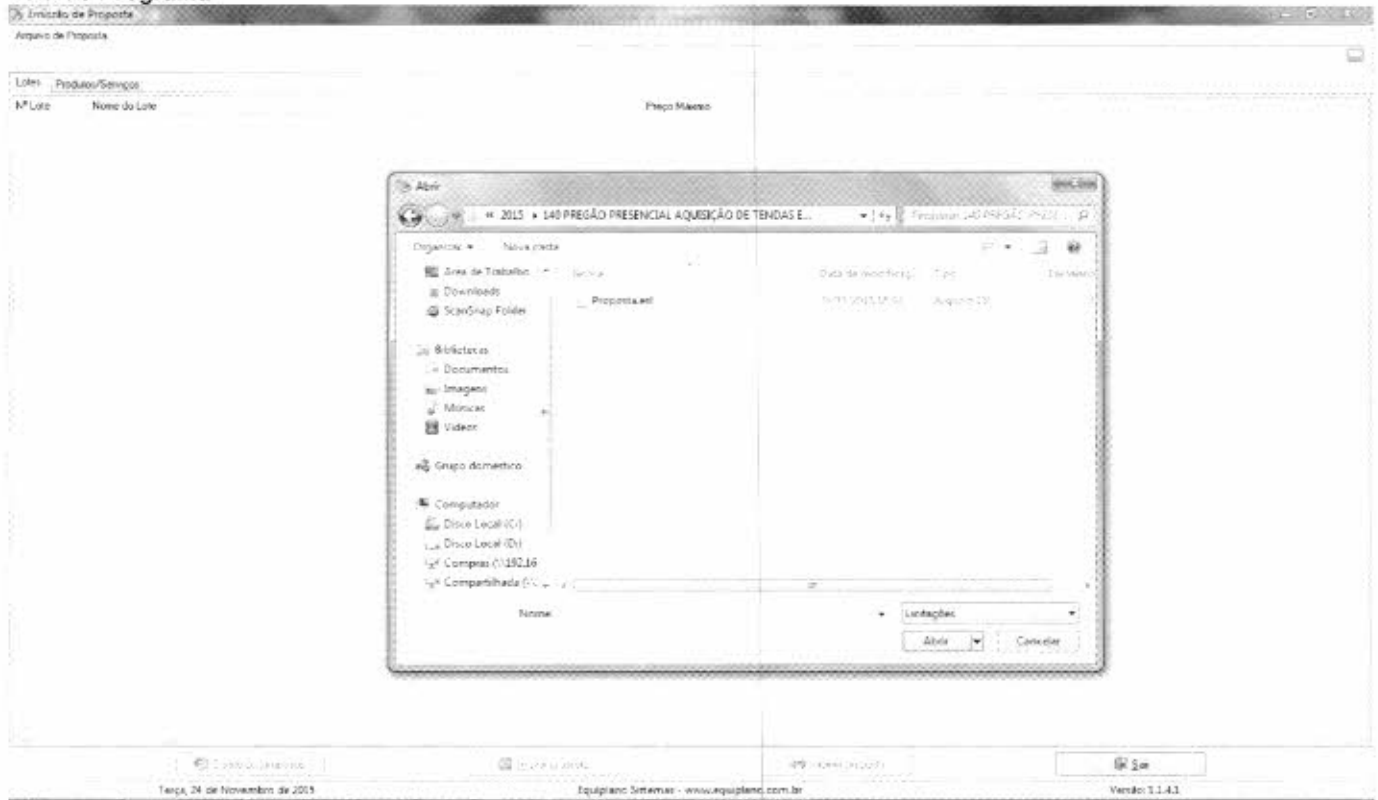 Emissão de Proposta
Arquivo de Proposta
Lotes Produtos/Serviços
Nº Lote Nome do Lote Preço Máximo
Abrir
« 2015 ▸ 140 PREGÃO PRESENCIAL AQUISIÇÃO DE TENDAS E...
Organizar Nova pasta
Área de Trabalho
Downloads
ScanSnap Folder
Proposta.esl
Bibliotecas
Documentos
Imagens
Músicas
Vídeos
Grupo doméstico
Computador
Disco Local (C:)
Disco Local (D:)
Compras (\\192.16
Compartilhada
Nome
Licitações
Abrir Cancelar
Sair
Terça, 24 de Novembro de 2015 Equiplano Sistemas - www.equiplano.com.br Versão: 1.1.4.1